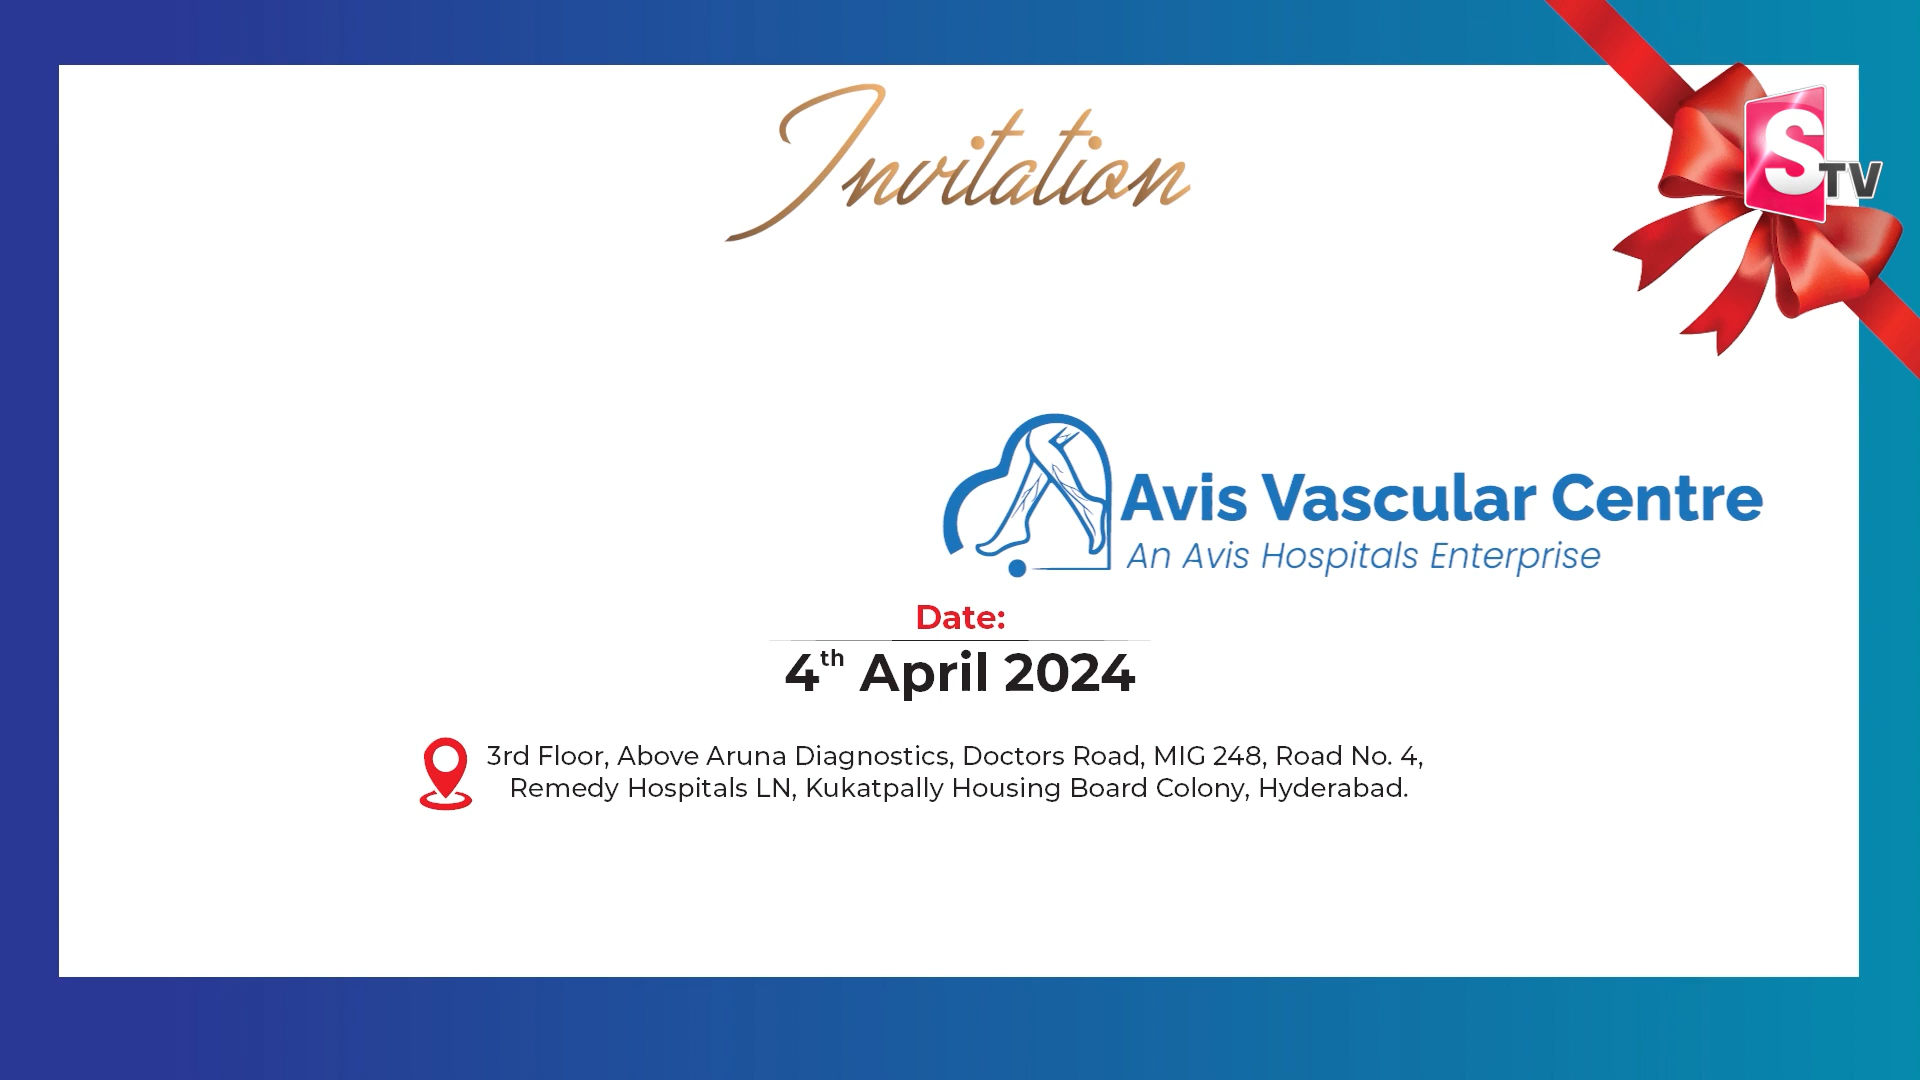 Invitation
S TV
Avis Vascular Centre
An Avis Hospitals Enterprise
Date:
4th April 2024
3rd Floor, Above Aruna Diagnostics, Doctors Road, MIG 248, Road No. 4,
Remedy Hospitals LN, Kukatpally Housing Board Colony, Hyderabad.